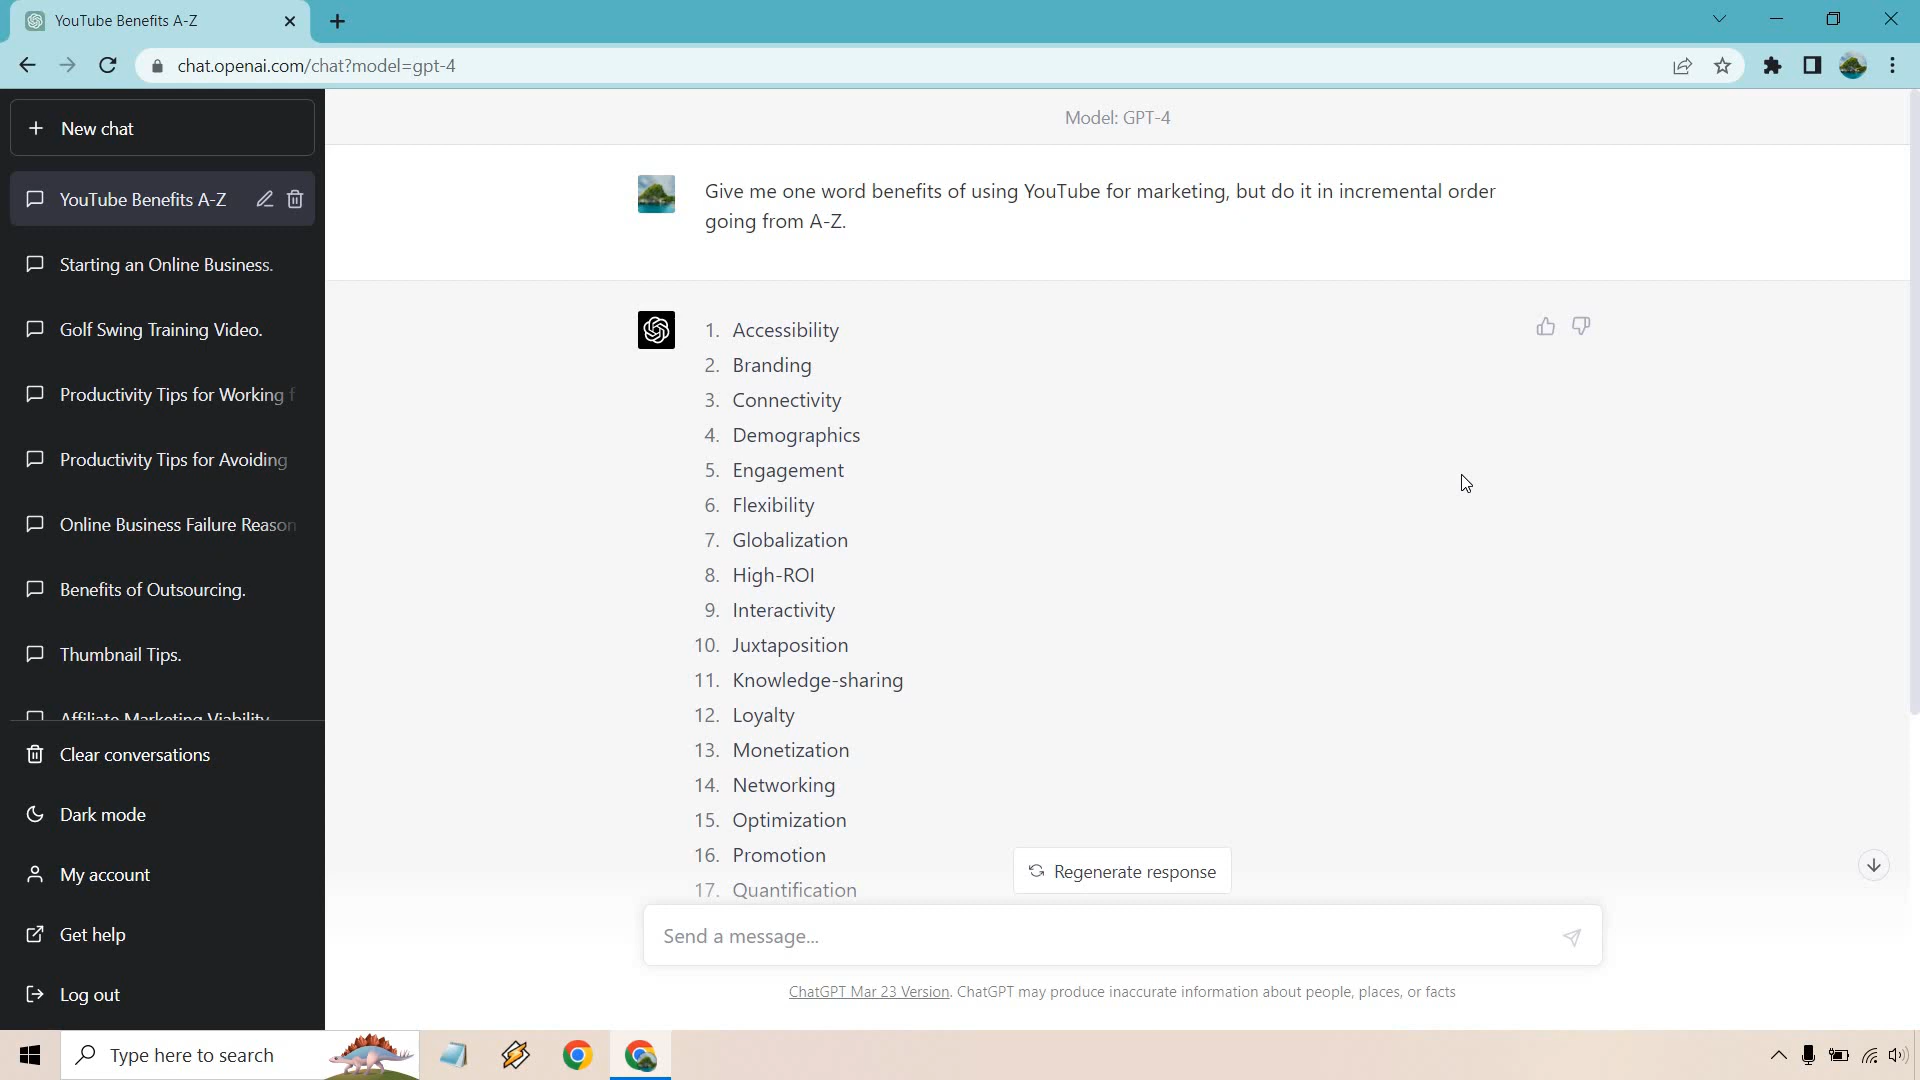 YouTube Benefits A-Z
chat.openai.com/chat?model=gpt-4
New chat
YouTube Benefits A-Z
Starting an Online Business.
Golf Swing Training Video.
Productivity Tips for Working f
Productivity Tips for Avoiding
Online Business Failure Reason
Benefits of Outsourcing.
Thumbnail Tips.
Affiliate Marketing Viability
Clear conversations
Dark mode
My account
Get help
Log out
Model: GPT-4
Give me one word benefits of using YouTube for marketing, but do it in incremental order
going from A-Z.
1. Accessibility
2. Branding
3. Connectivity
4. Demographics
5. Engagement
6. Flexibility
7. Globalization
8. High-ROI
9. Interactivity
10. Juxtaposition
11. Knowledge-sharing
12. Loyalty
13. Monetization
14. Networking
15. Optimization
16. Promotion
17. Quantification
Regenerate response
Send a message...
ChatGPT Mar 23 Version. ChatGPT may produce inaccurate information about people, places, or facts
Type here to search